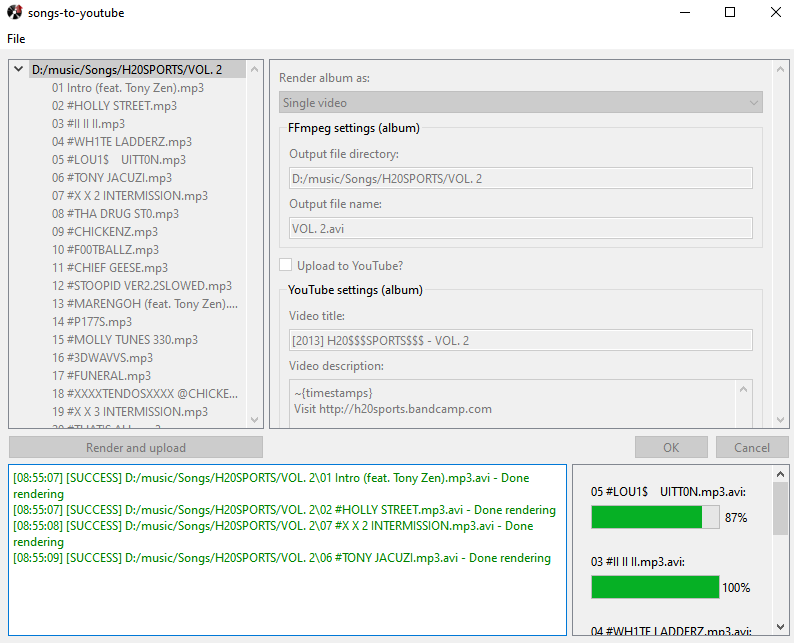 songs-to-youtube
File
D:/music/Songs/H20SPORTS/VOL. 2
01 Intro (feat. Tony Zen).mp3
02 #HOLLY STREET.mp3
03 #II II II.mp3
04 #WH1TE LADDERZ.mp3
05 #LOU1$ UITT0N.mp3
06 #TONY JACUZI.mp3
07 #X X 2 INTERMISSION.mp3
08 #THA DRUG ST0.mp3
09 #CHICKENZ.mp3
10 #F00TBALLZ.mp3
11 #CHIEF GEESE.mp3
12 #STOOPID VER2.2SLOWED.mp3
13 #MARENGOH (feat. Tony Zen)....
14 #P177S.mp3
15 #MOLLY TUNES 330.mp3
16 #3DWAVVS.mp3
17 #FUNERAL.mp3
18 #XXXXTENDOSXXXX @CHICKE...
19 #X X 3 INTERMISSION.mp3
Render album as:
Single video
FFmpeg settings (album)
Output file directory:
D:/music/Songs/H20SPORTS/VOL. 2
Output file name:
VOL. 2.avi
Upload to YouTube?
YouTube settings (album)
Video title:
[2013] H20$$$SPORTS$$$ - VOL. 2
Video description:
~{timestamps}
Visit http://h20sports.bandcamp.com
Render and upload
OK
Cancel
[08:55:07] [SUCCESS] D:/music/Songs/H20SPORTS/VOL. 2\01 Intro (feat. Tony Zen).mp3.avi - Done
rendering
[08:55:07] [SUCCESS] D:/music/Songs/H20SPORTS/VOL. 2\02 #HOLLY STREET.mp3.avi - Done rendering
[08:55:08] [SUCCESS] D:/music/Songs/H20SPORTS/VOL. 2\07 #X X 2 INTERMISSION.mp3.avi - Done
rendering
[08:55:09] [SUCCESS] D:/music/Songs/H20SPORTS/VOL. 2\06 #TONY JACUZI.mp3.avi - Done rendering
05 #LOU1$ UITT0N.mp3.avi:
87%
03 #II II II.mp3.avi:
100%
04 #WH1TE LADDERZ.mp3.avi: